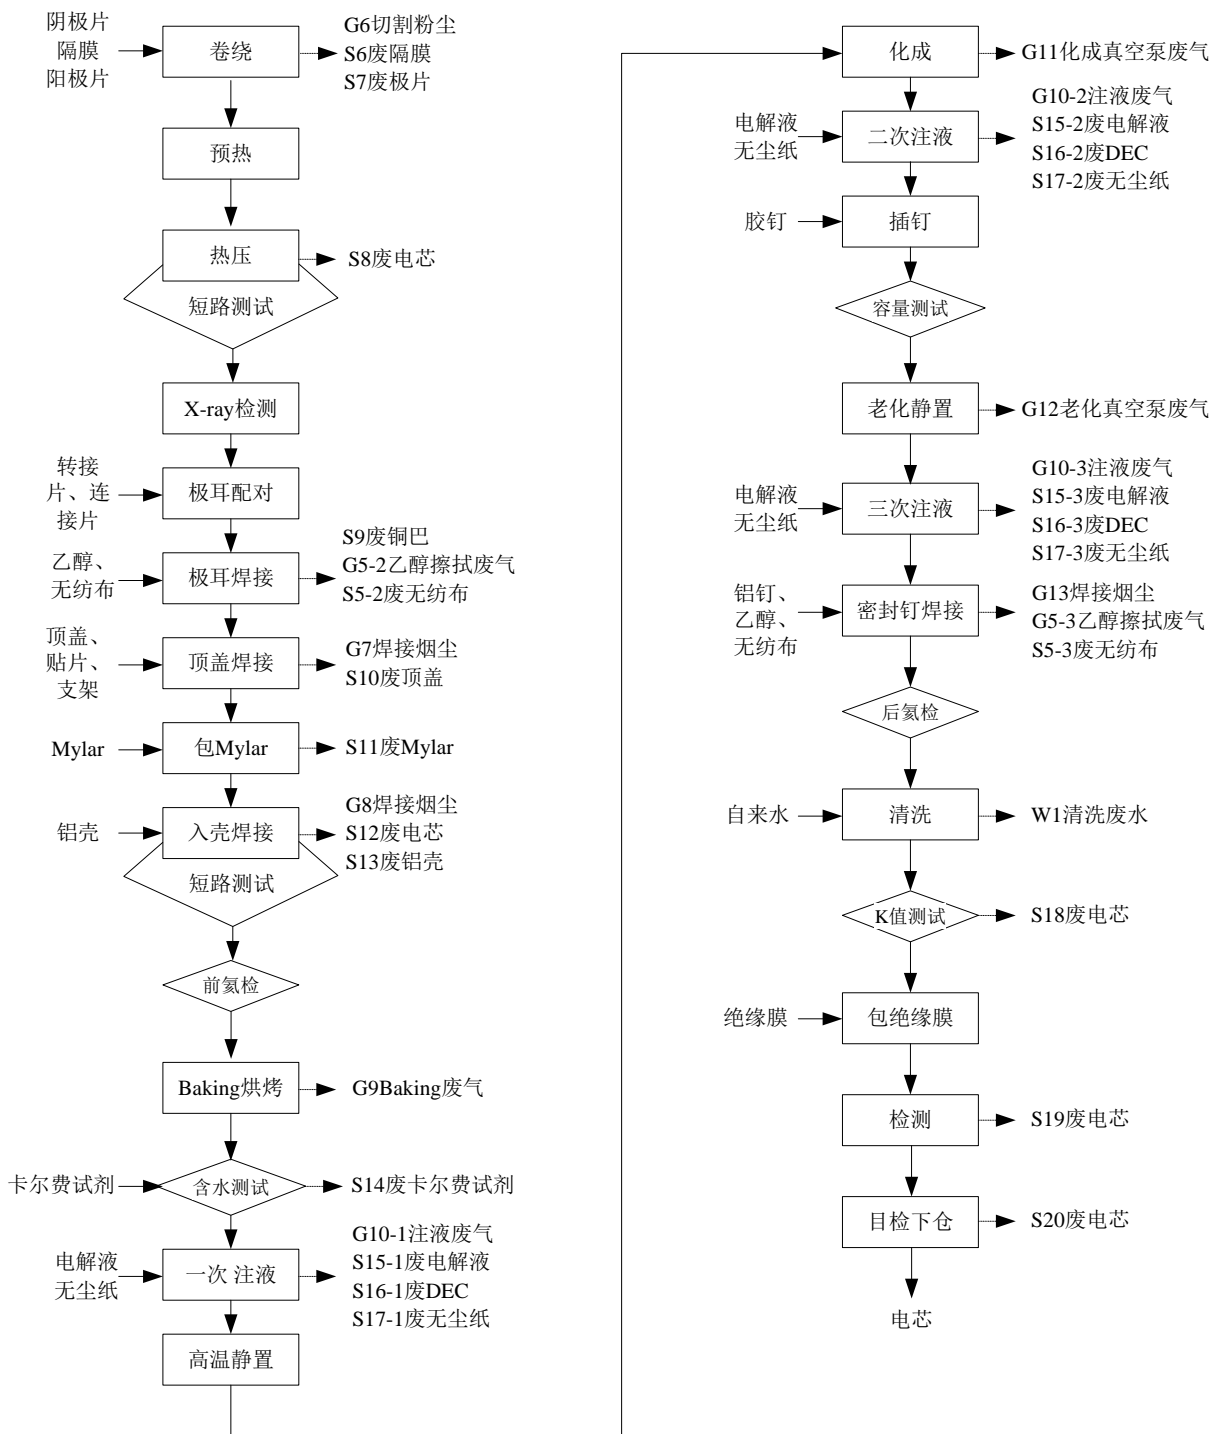 阴极片
隔膜
阳极片
卷绕
G6切割粉尘
S6废隔膜
S7废极片
预热
热压
S8废电芯
短路测试
X-ray检测
转接
片、连
接片
极耳配对
乙醇、
无纺布
极耳焊接
S9废铜巴
G5-2乙醇擦拭废气
S5-2废无纺布
顶盖、
贴片、
支架
顶盖焊接
G7焊接烟尘
S10废顶盖
Mylar
包Mylar
S11废Mylar
铝壳
入壳焊接
G8焊接烟尘
S12废电芯
S13废铝壳
短路测试
前氦检
Baking烘烤
G9Baking废气
卡尔费试剂
含水测试
S14废卡尔费试剂
电解液
无尘纸
一次 注液
G10-1注液废气
S15-1废电解液
S16-1废DEC
S17-1废无尘纸
高温静置
化成
G11化成真空泵废气
电解液
无尘纸
二次注液
G10-2注液废气
S15-2废电解液
S16-2废DEC
S17-2废无尘纸
胶钉
插钉
容量测试
老化静置
G12老化真空泵废气
电解液
无尘纸
三次注液
G10-3注液废气
S15-3废电解液
S16-3废DEC
S17-3废无尘纸
铝钉、
乙醇、
无纺布
密封钉焊接
G13焊接烟尘
G5-3乙醇擦拭废气
S5-3废无纺布
后氦检
自来水
清洗
W1清洗废水
K值测试
S18废电芯
绝缘膜
包绝缘膜
检测
S19废电芯
目检下仓
S20废电芯
电芯